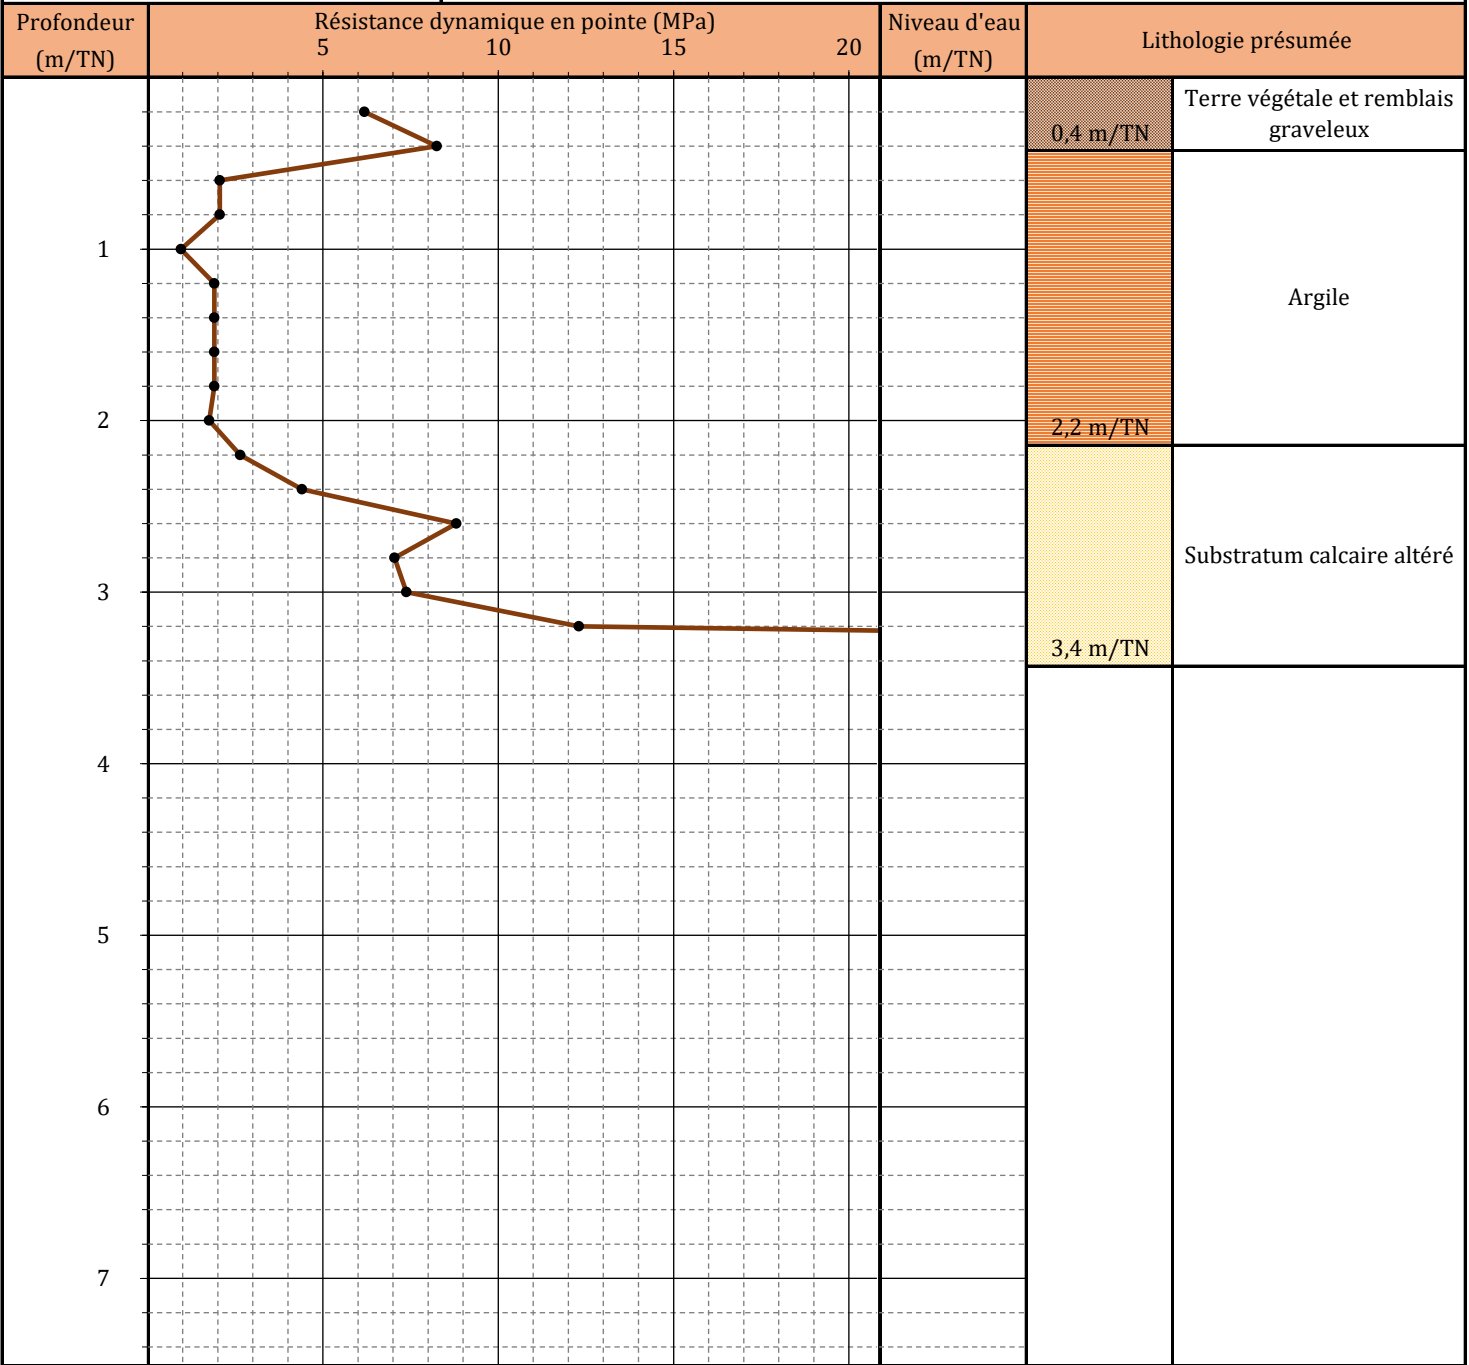 Profondeur
(m/TN)
Résistance dynamique en pointe (MPa)
5 10 15 20
Niveau d'eau
(m/TN)
Lithologie présumée
Terre végétale et remblais
graveleux
0,4 m/TN
1
Argile
2
2,2 m/TN
Substratum calcaire altéré
3
3,4 m/TN
4
5
6
7